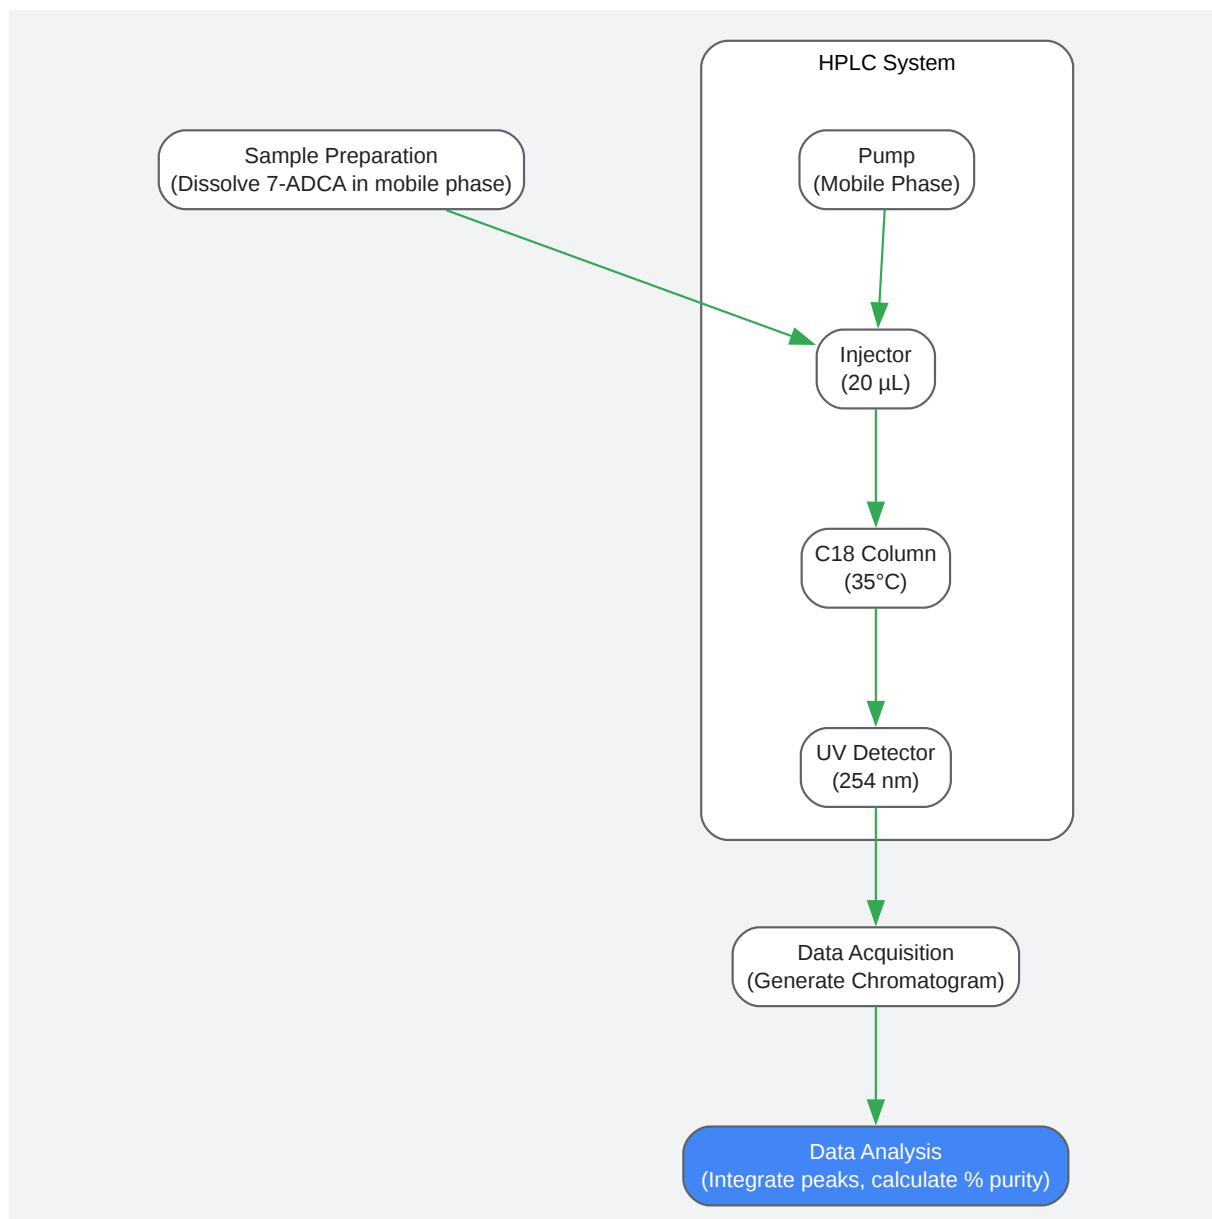 HPLC System
Sample Preparation
(Dissolve 7-ADCA in mobile phase)
Pump
(Mobile Phase)
Injector
(20 µL)
C18 Column
(35°C)
UV Detector
(254 nm)
Data Acquisition
(Generate Chromatogram)
Data Analysis
(Integrate peaks, calculate % purity)